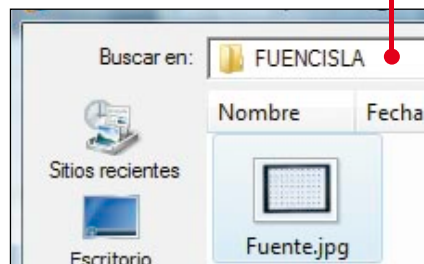 Buscar en: FUENCISLA
Nombre Fecha
Sitios recientes
Fuente.jpg
Escritorio